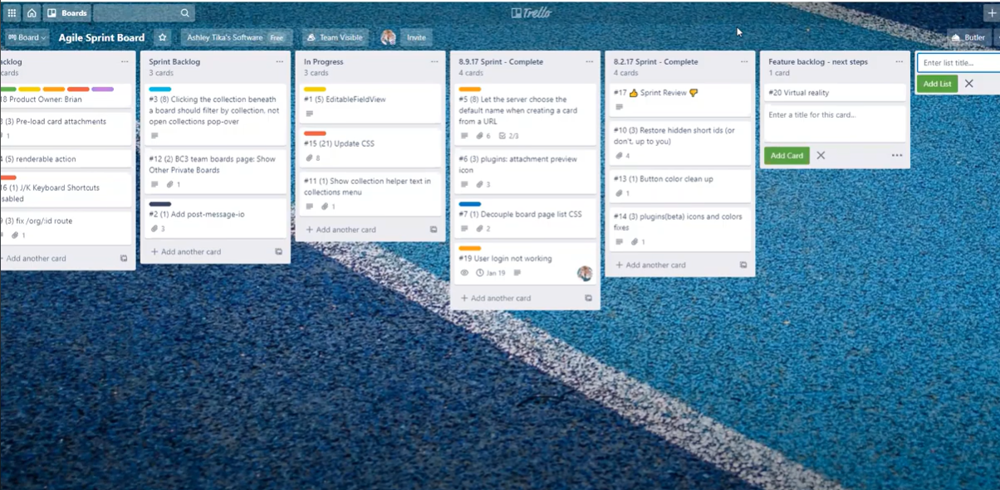 Boards
Trello
Board
Agile Sprint Board
Ashley Tika's Software Free
Team Visible
Invite
Butler
acklog
cards
18 Product Owner: Brian
(3) Pre-load card attachments
1
(5) renderable action
16 (1) J/K Keyboard Shortcuts
isabled
(3) fix /org/:id route
1
Add another card
Sprint Backlog
3 cards
#3 (8) Clicking the collection beneath
a board should filter by collection, not
open collections pop-over
#12 (2) BC3 team boards page: Show
Other Private Boards
1
#2 (1) Add post-message-io
3
+ Add another card
In Progress
3 cards
#1 (5) EditableFieldView
#15 (21) Update CSS
8
#11 (1) Show collection helper text in
collections menu
1
+ Add another card
8.9.17 Sprint - Complete
4 cards
#5 (8) Let the server choose the
default name when creating a card
from a URL
6 2/3
#6 (3) plugins: attachment preview
icon
3
#7 (1) Decouple board page list CSS
2
#19 User login not working
Jan 19
+ Add another card
8.2.17 Sprint - Complete
4 cards
#17 👍 Sprint Review 👎
#10 (3) Restore hidden short ids (or
don't, up to you)
4
#13 (1) Button color clean up
1
#14 (3) plugins(beta) icons and colors
fixes
1
+ Add another card
Feature backlog - next steps
1 card
#20 Virtual reality
Enter a title for this card...
Add Card
Enter list title...
Add List